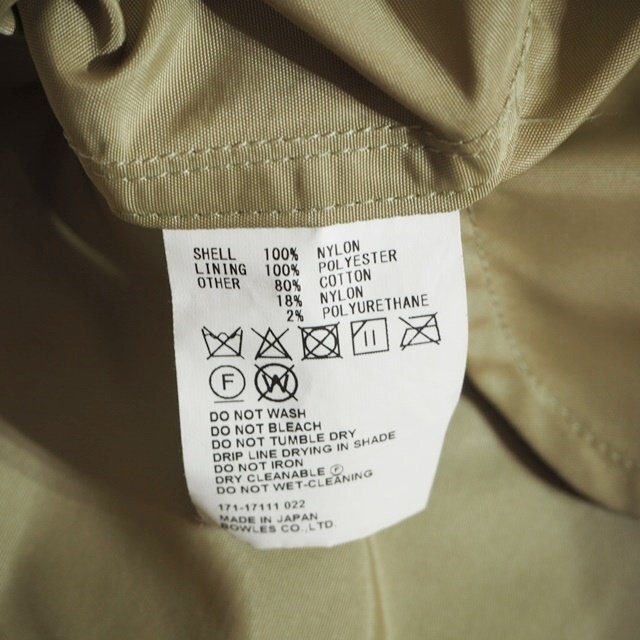 SHELL 100% NYLON
LINING 100% POLYESTER
OTHER 80% COTTON
18% NYLON
2% POLYURETHANE
F W
DO NOT WASH
DO NOT BLEACH
DO NOT TUMBLE DRY
DRIP LINE DRYING IN SHADE
DO NOT IRON
DRY CLEANABLE Ⓕ
DO NOT WET-CLEANING
171-17111 022
MADE IN JAPAN
BOWLES CO.,LTD.